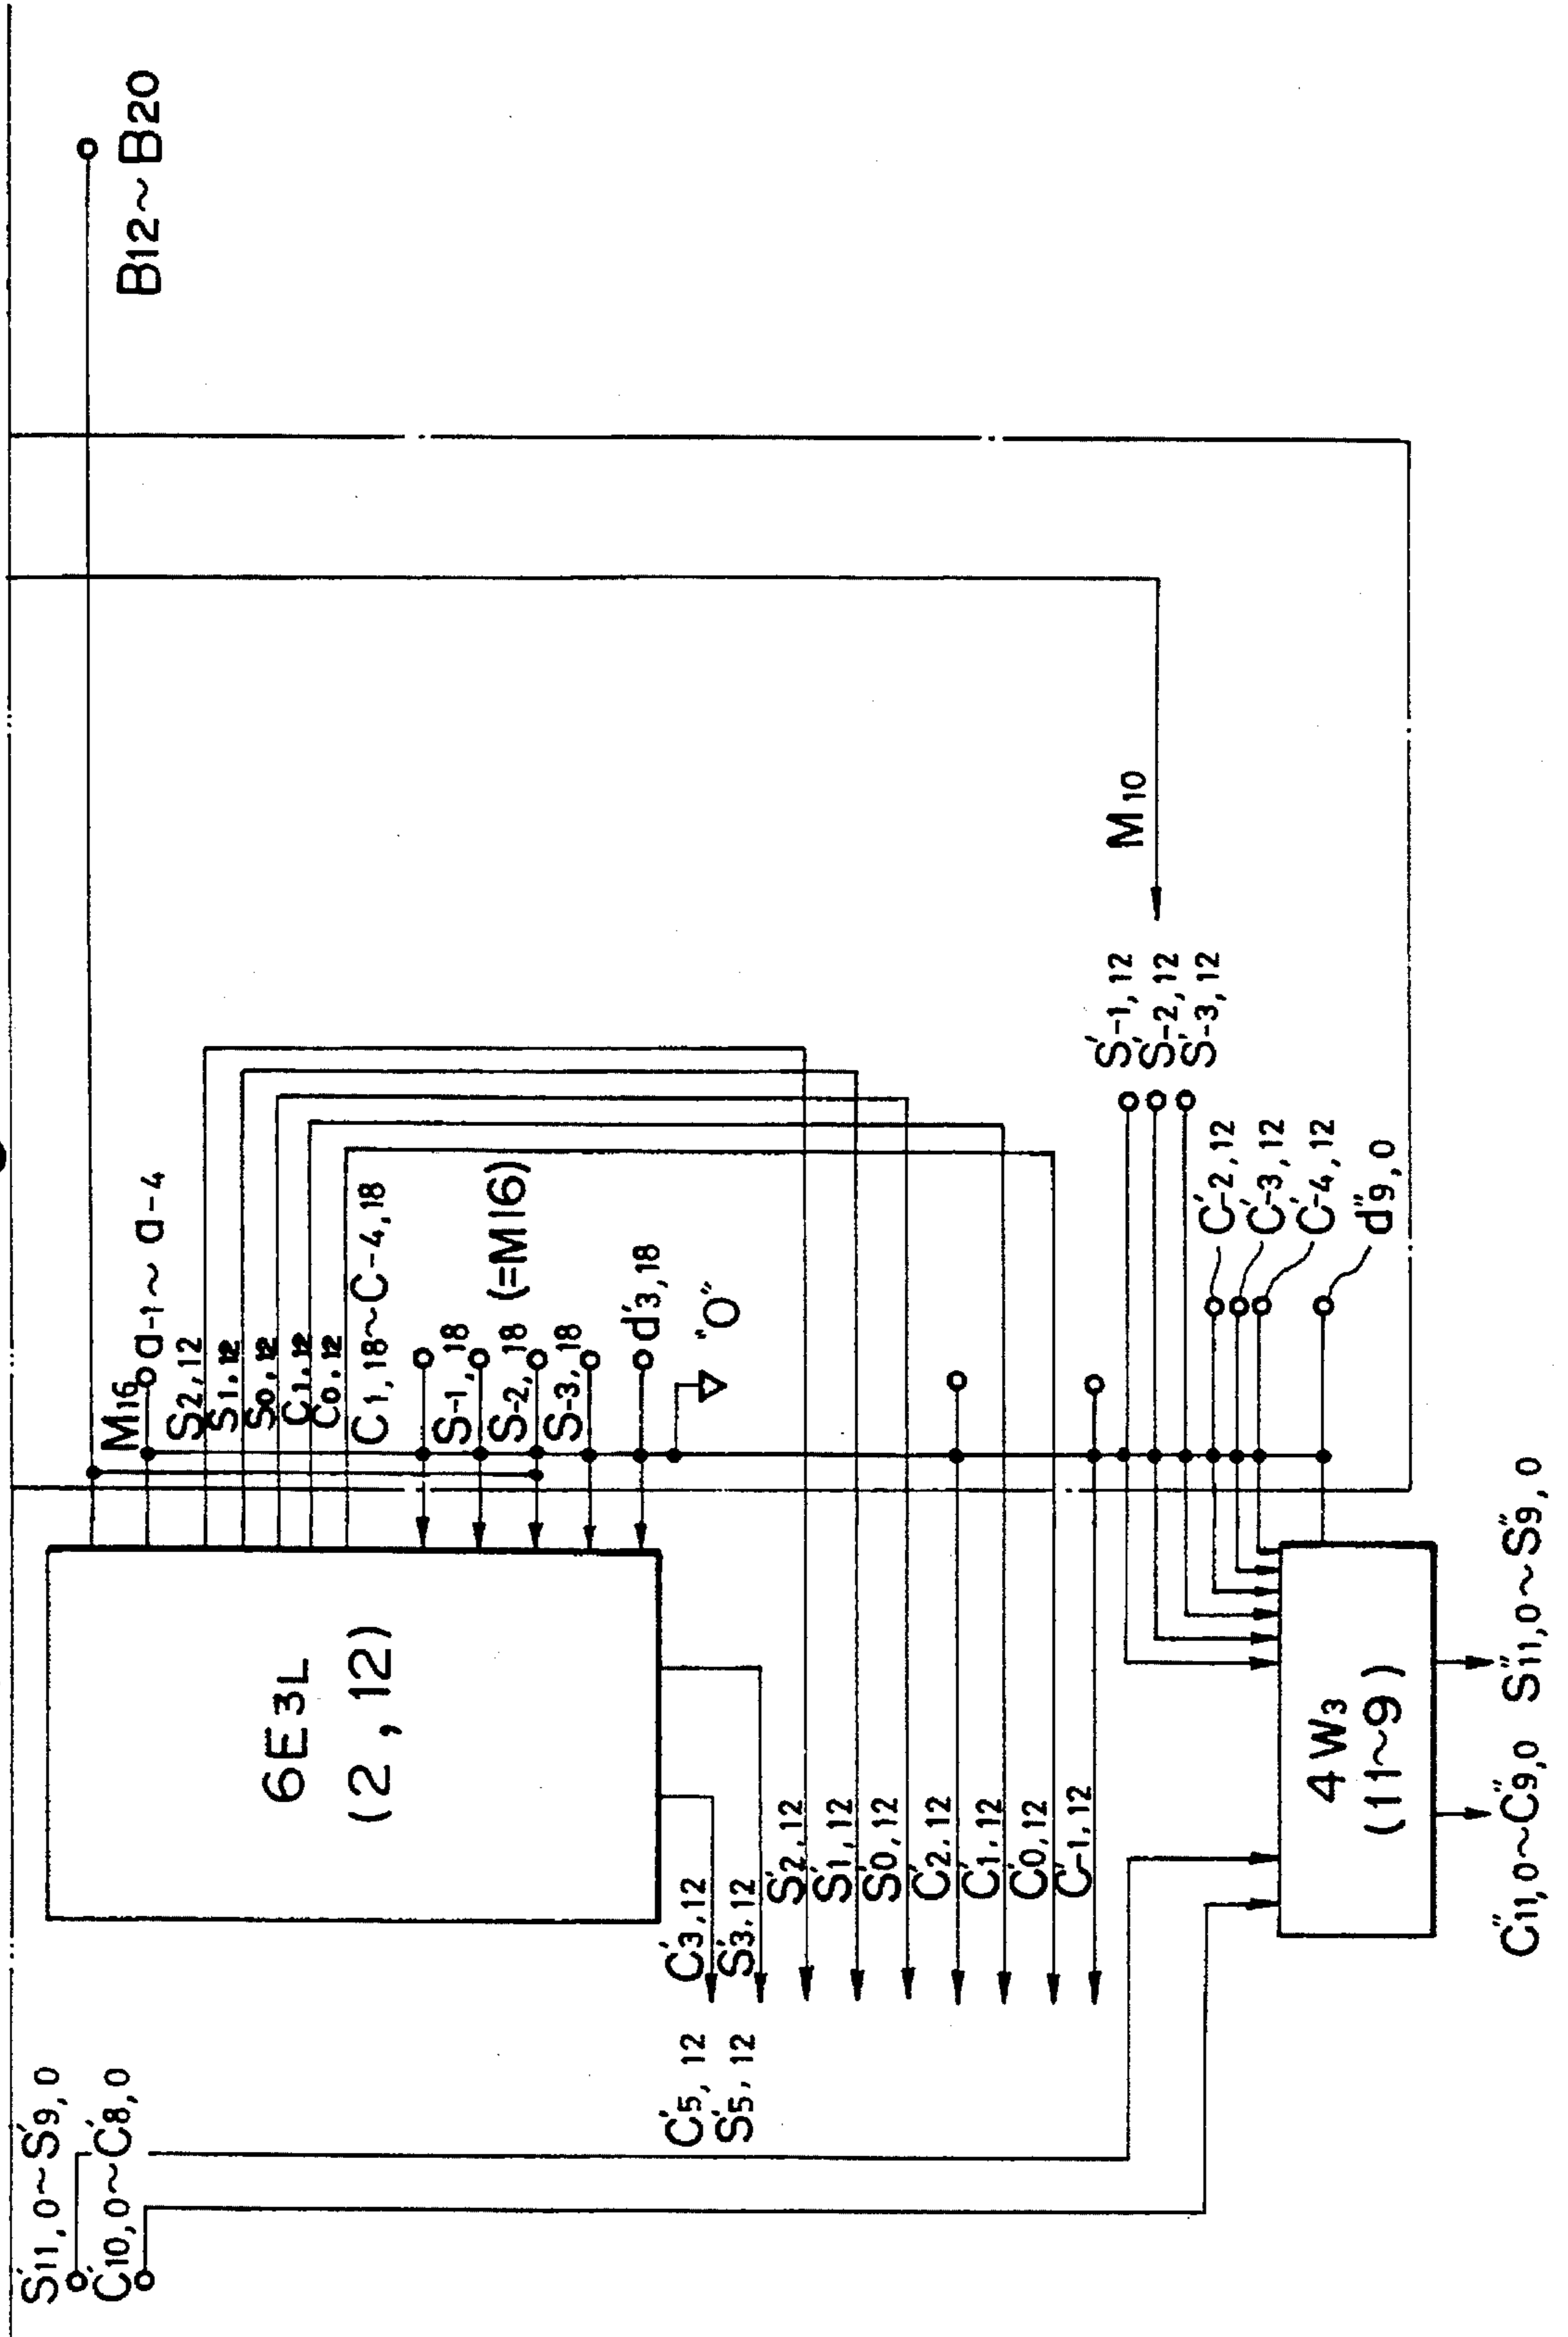 B12~B20
M16
a-1~a-4
S2,12
S1,12
S0,12
C1,12
C0,12
C1,18~C-4,18
S-1,18
S-2,18 (=M16)
S-3,18
d'3,18
"0"
6E3L
(2,12)
M10
S'-1,12
S'-2,12
S'-3,12
C'-2,12
C'-3,12
C'-4,12
d"9,0
S'11,0~S'9,0
C'10,0~C'8,0
C'5,12
S'5,12
C'3,12
S'3,12
S'2,12
S'1,12
S'0,12
C'2,12
C'1,12
C'0,12
C'-1,12
4W3
(11~9)
C"11,0~C"9,0
S"11,0~S"9,0